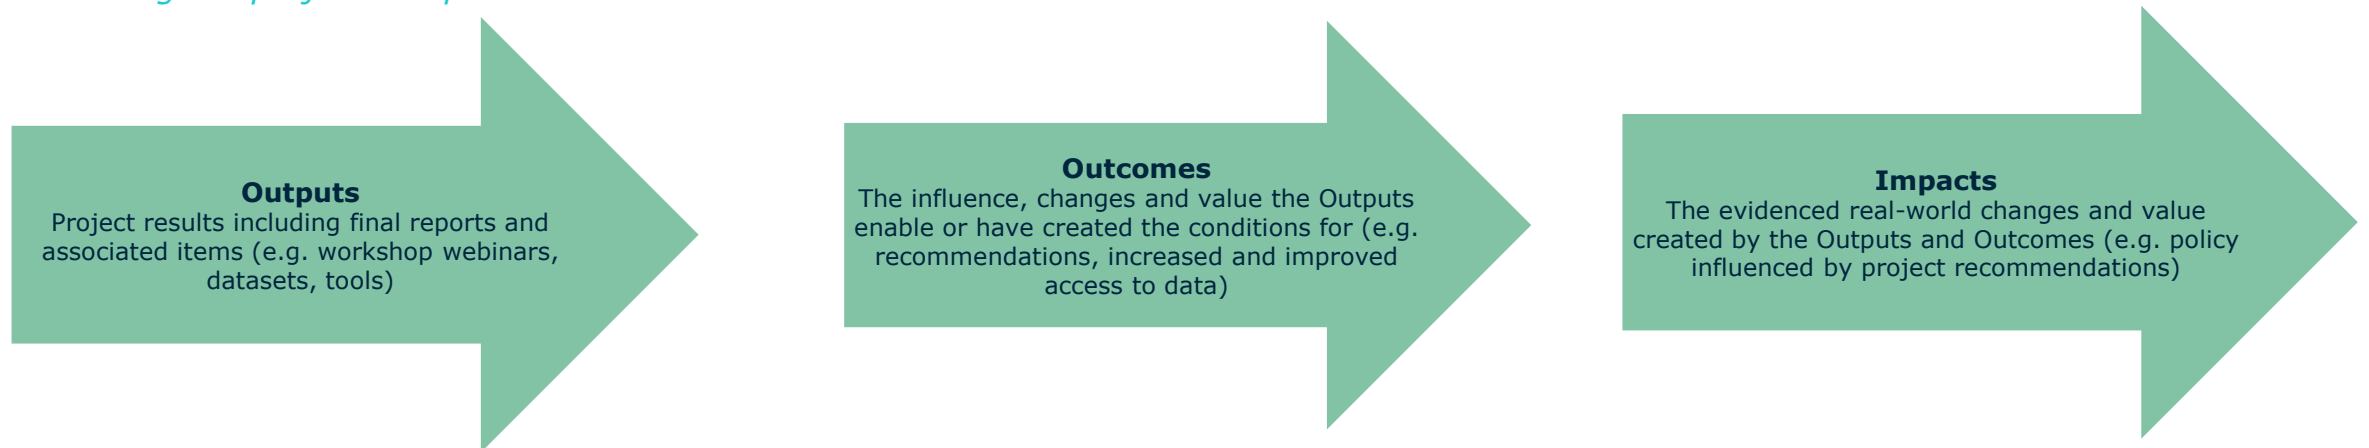 Outputs
Project results including final reports and
associated items (e.g. workshop webinars,
datasets, tools)
Outcomes
The influence, changes and value the Outputs
enable or have created the conditions for (e.g.
recommendations, increased and improved
access to data)
Impacts
The evidenced real-world changes and value
created by the Outputs and Outcomes (e.g. policy
influenced by project recommendations)